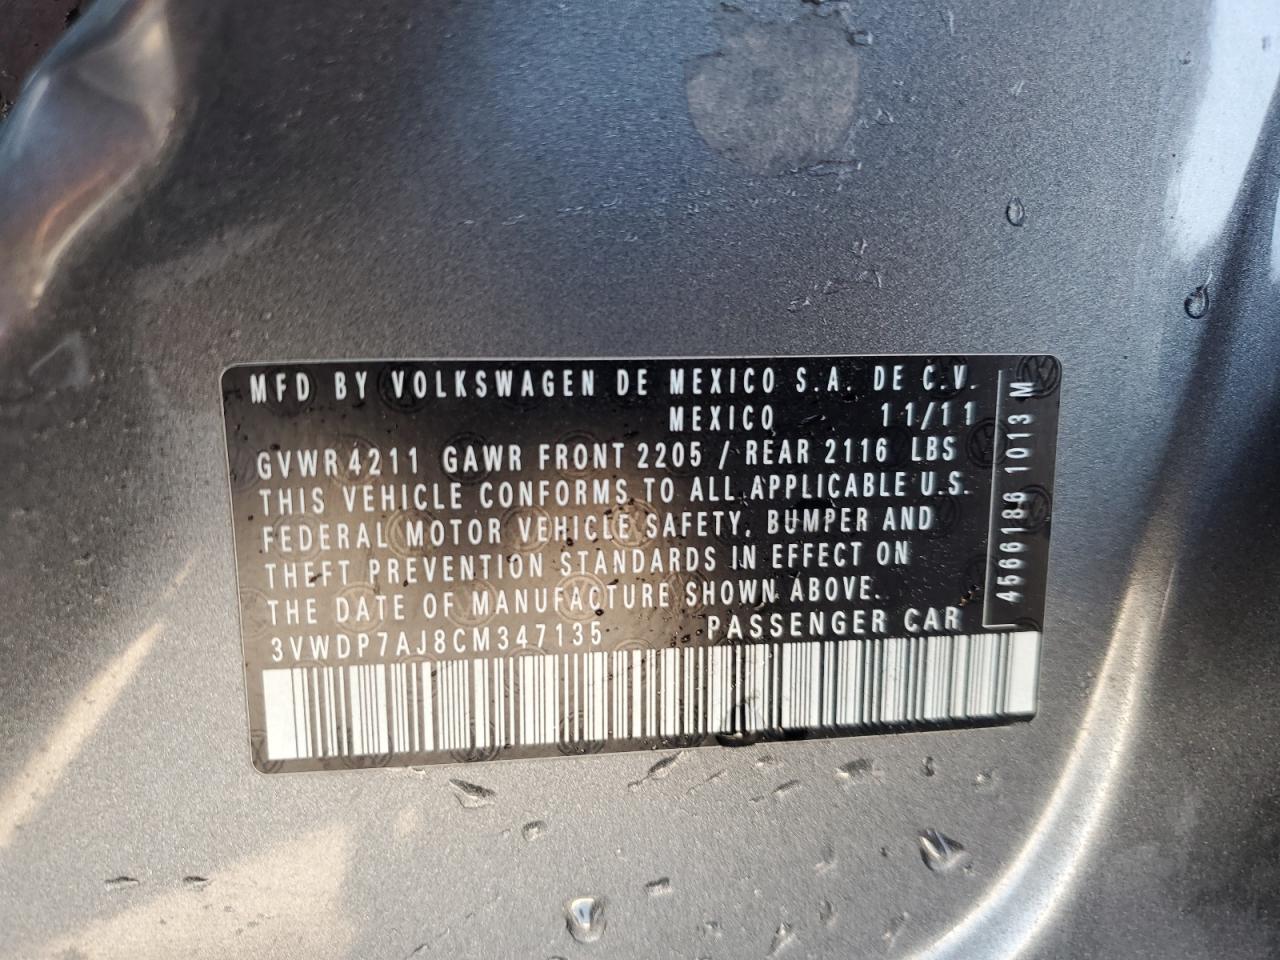 MFD BY VOLKSWAGEN DE MEXICO S.A. DE C.V.
MEXICO 11/11
GVWR 4211 GAWR FRONT 2205 / REAR 2116 LBS
THIS VEHICLE CONFORMS TO ALL APPLICABLE U.S.
FEDERAL MOTOR VEHICLE SAFETY, BUMPER AND
THEFT PREVENTION STANDARDS IN EFFECT ON
THE DATE OF MANUFACTURE SHOWN ABOVE.
3VWDP7AJ8CM347135 PASSENGER CAR
4566186 1013 M